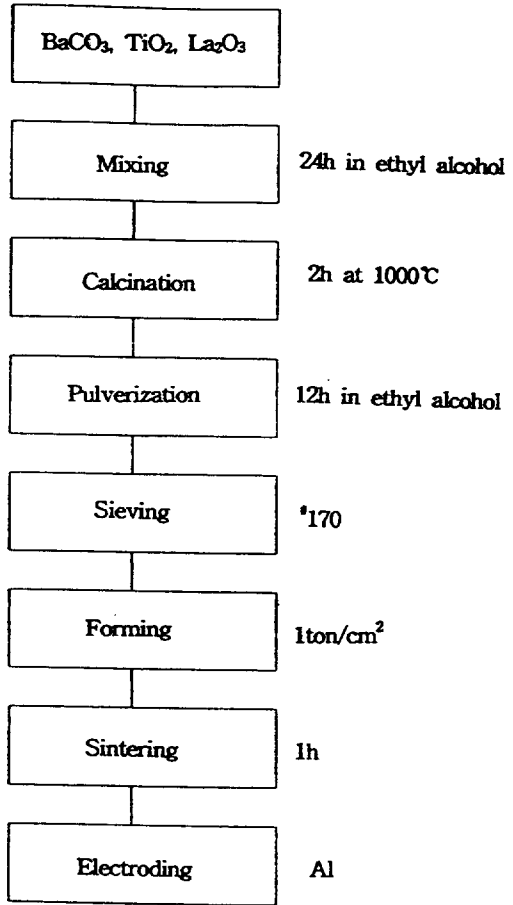 BaCO₃, TiO₂, La₂O₃
Mixing 24h in ethyl alcohol
Calcination 2h at 1000℃
Pulverization 12h in ethyl alcohol
Sieving #170
Forming 1ton/cm²
Sintering 1h
Electroding Al